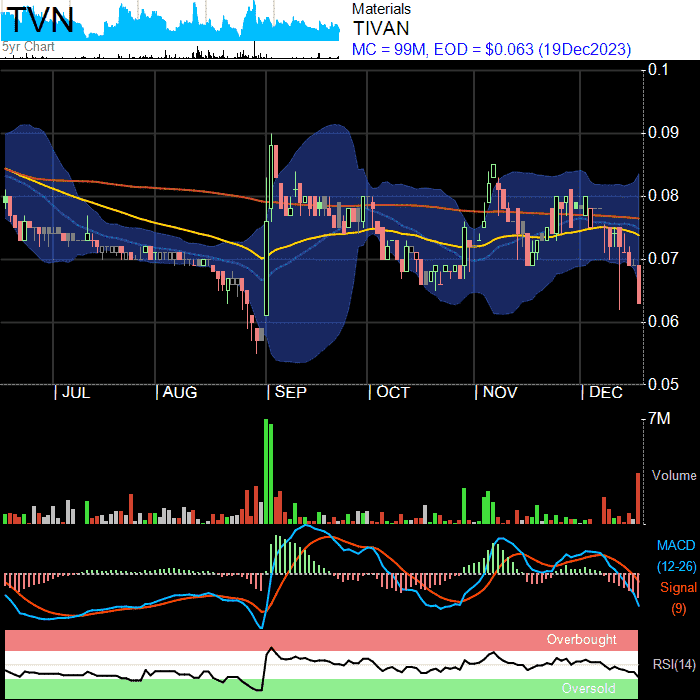 TVN
5yr Chart
Materials
TIVAN
MC = 99M, EOD = $0.063 (19Dec2023)
0.1
0.09
0.08
0.07
0.06
0.05
| JUL | AUG | SEP | OCT | NOV | DEC
7M
Volume
MACD
(12-26)
Signal
(9)
Overbought
RSI(14)
Oversold